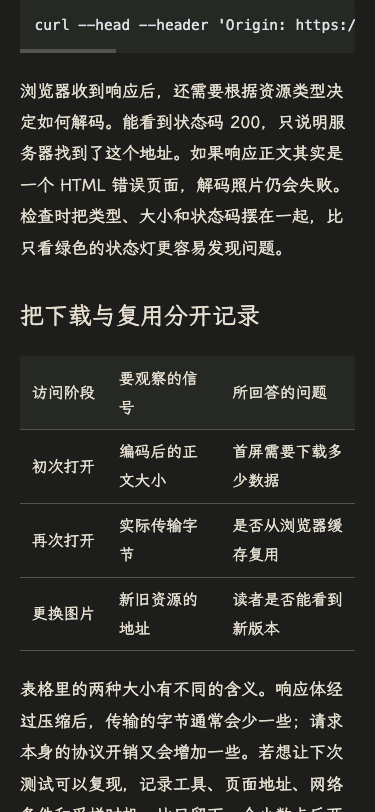 curl --head --header 'Origin: https:/
浏览器收到响应后，还需要根据资源类型决
定如何解码。能看到状态码 200，只说明服
务器找到了这个地址。如果响应正文其实是
一个 HTML 错误页面，解码照片仍会失败。
检查时把类型、大小和状态码摆在一起，比
只看绿色的状态灯更容易发现问题。
把下载与复用分开记录
访问阶段 要观察的信号 所回答的问题
初次打开 编码后的正文大小 首屏需要下载多少数据
再次打开 实际传输字节 是否从浏览器缓存复用
更换图片 新旧资源的地址 读者是否能看到新版本
表格里的两种大小有不同的含义。响应体经
过压缩后，传输的字节通常会少一些；请求
本身的协议开销又会增加一些。若想让下次
测试可以复现，记录工具、页面地址、网络